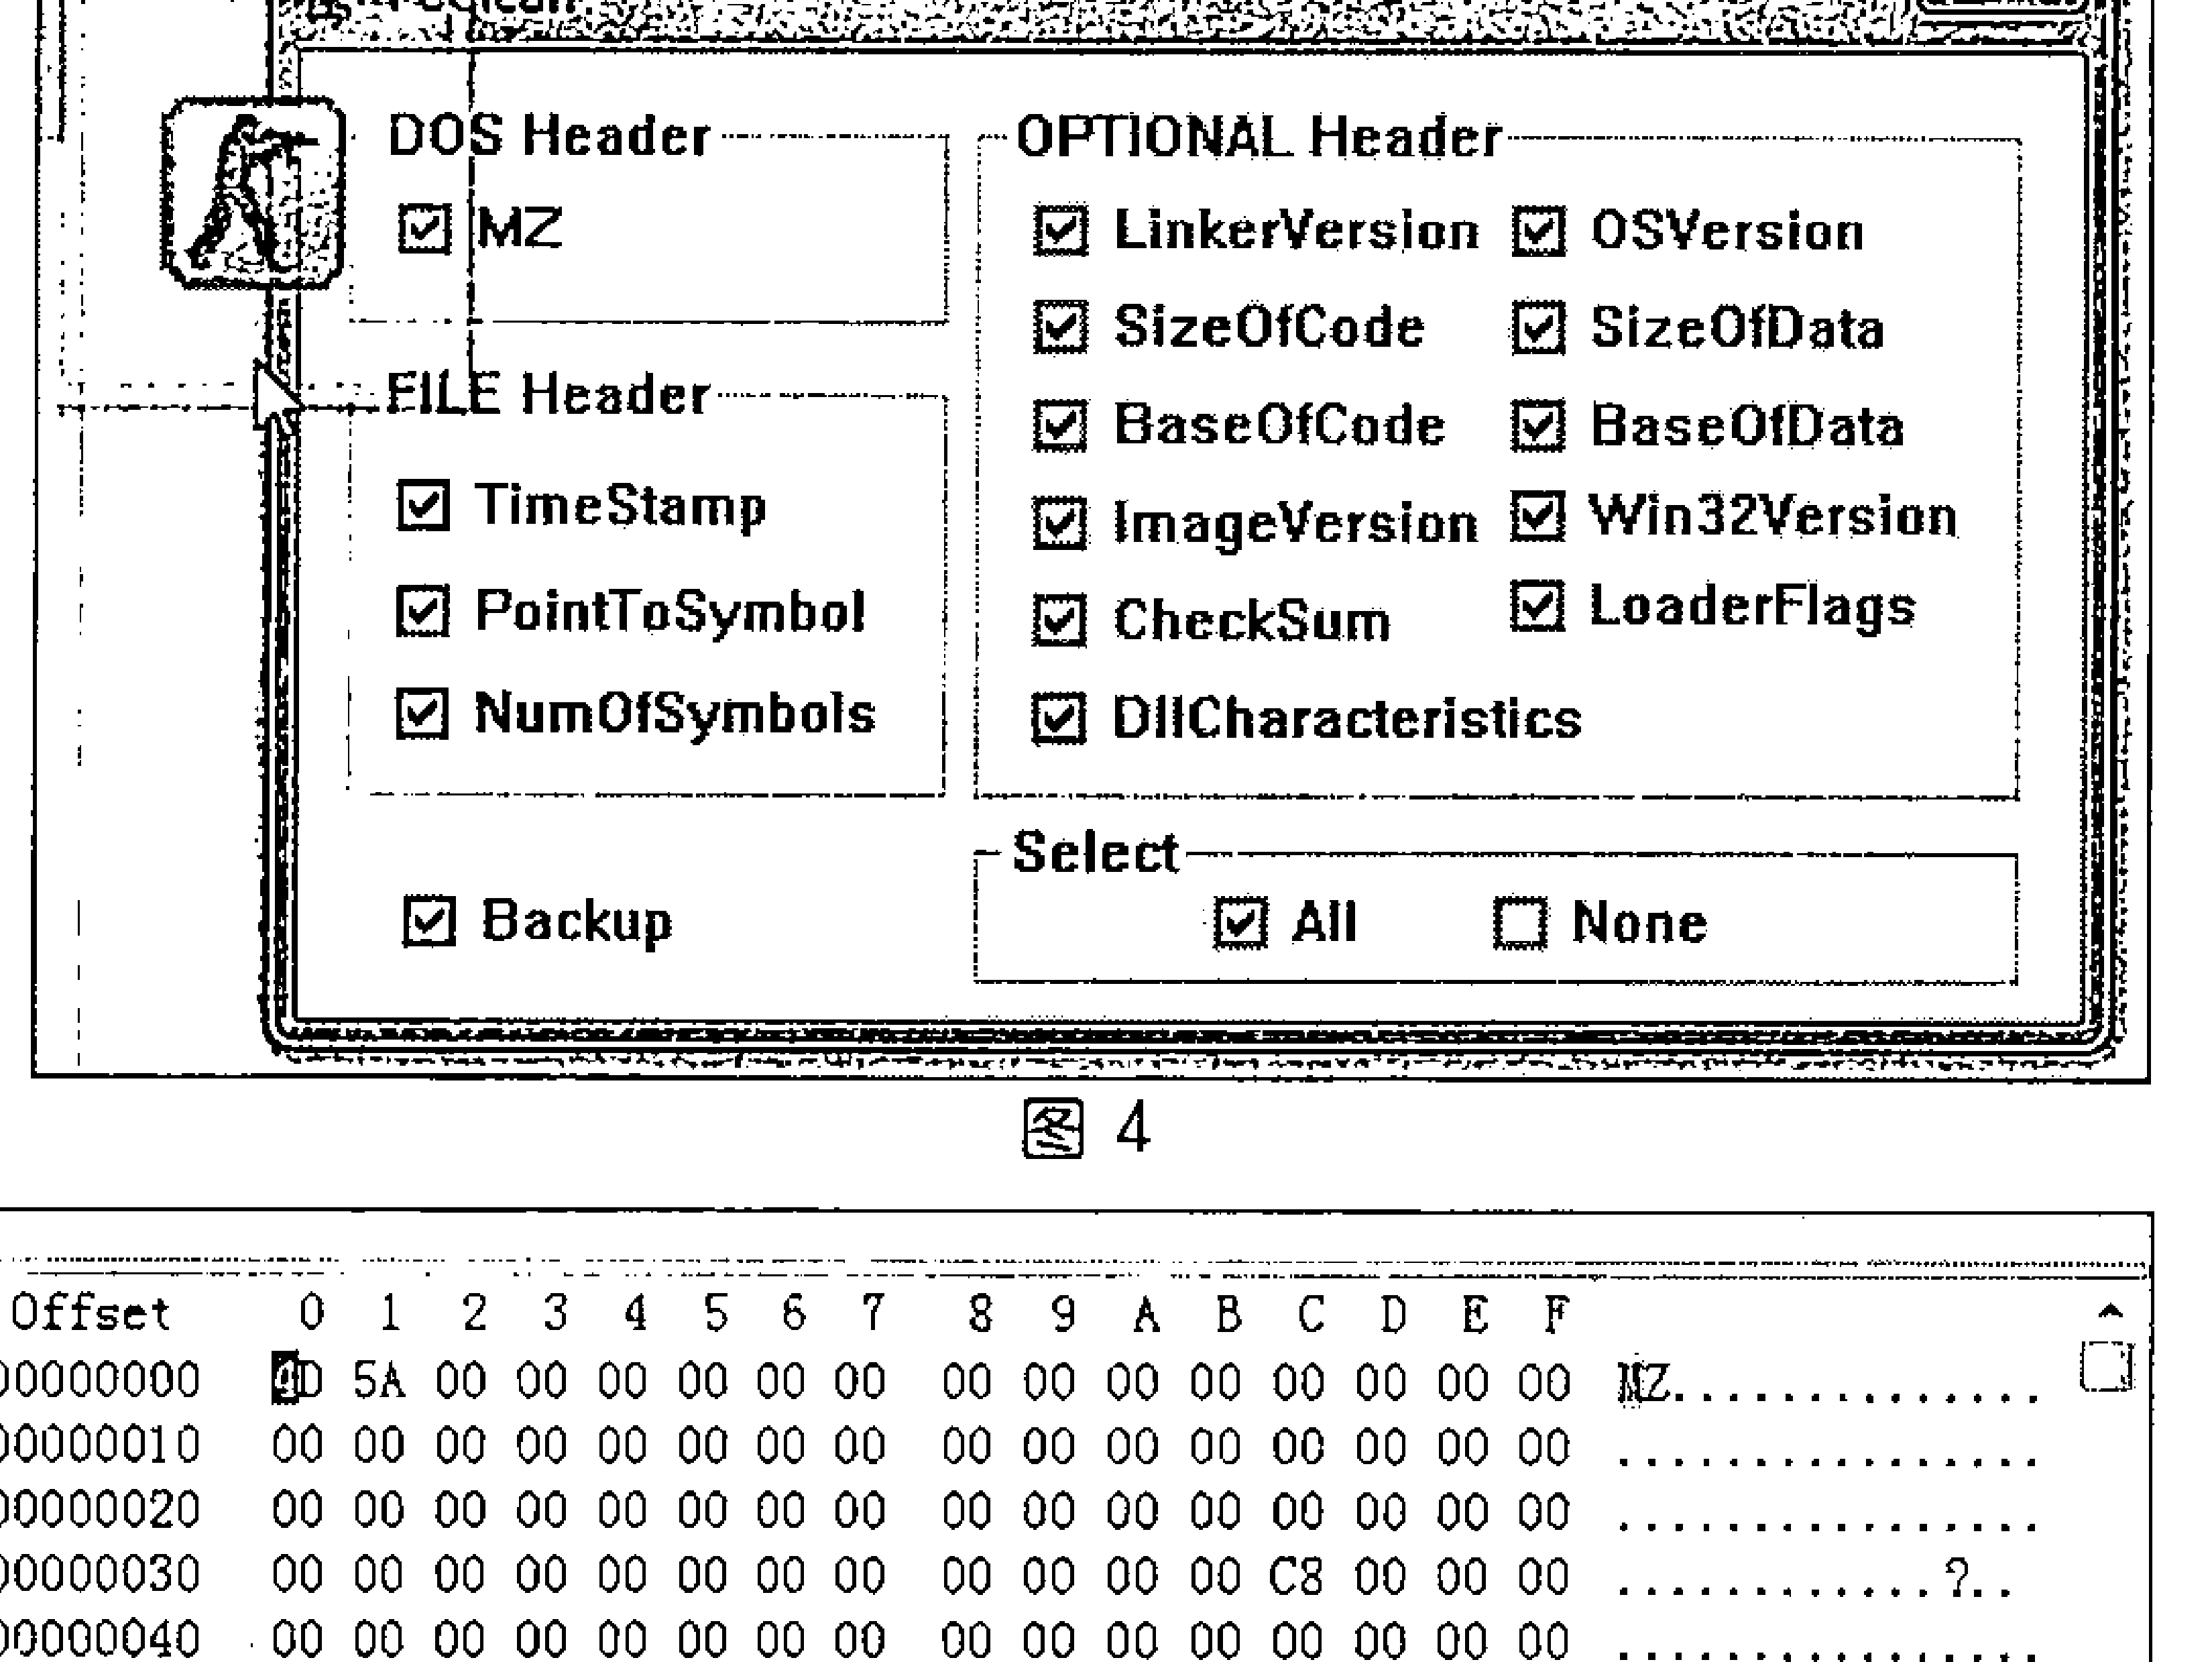 DOS Header
MZ
FILE Header
TimeStamp
PointToSymbol
NumOfSymbols
Backup
OPTIONAL Header
LinkerVersion OSVersion
SizeOfCode SizeOfData
BaseOfCode BaseOfData
ImageVersion Win32Version
CheckSum LoaderFlags
DllCharacteristics
Select
All None
图 4
Offset 0 1 2 3 4 5 6 7 8 9 A B C D E F
00000000 4D 5A 00 00 00 00 00 00 00 00 00 00 00 00 00 00 MZ..............
00000010 00 00 00 00 00 00 00 00 00 00 00 00 00 00 00 00 ................
00000020 00 00 00 00 00 00 00 00 00 00 00 00 00 00 00 00 ................
00000030 00 00 00 00 00 00 00 00 00 00 00 00 C8 00 00 00 ............?..
00000040 00 00 00 00 00 00 00 00 00 00 00 00 00 00 00 00 ................